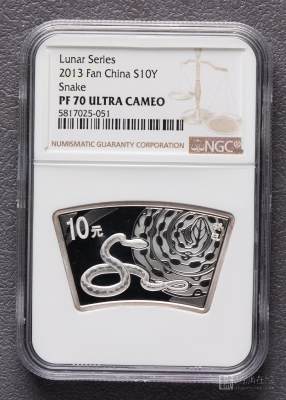 Lunar Series
2013 Fan China S10Y
Snake
PF 70 ULTRA CAMEO
5817025-051
NUMISMATIC GUARANTY CORPORATION
NGC
10元